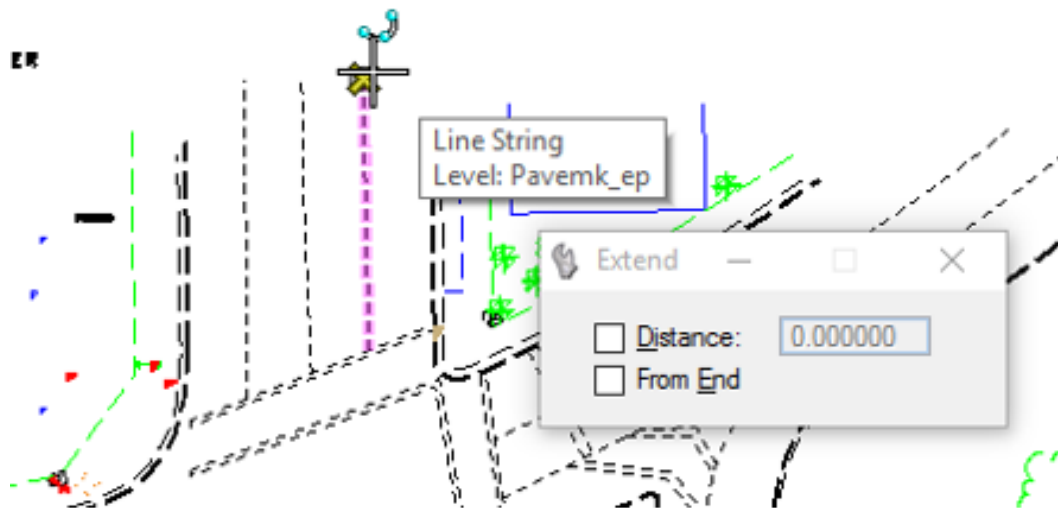 ER
Line String
Level: Pavemk_ep
Extend
Distance:
0.000000
From End